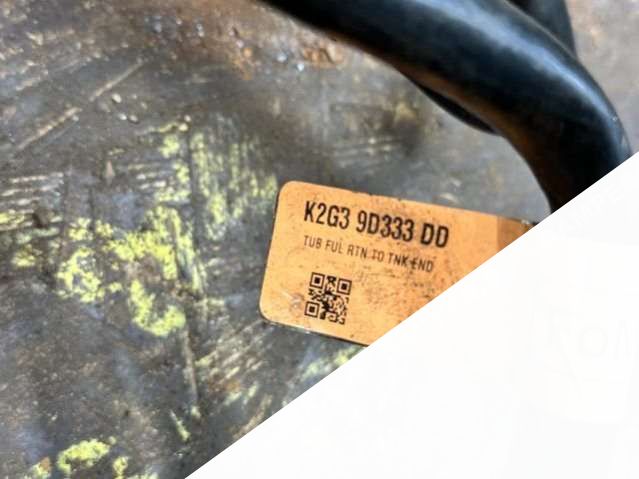 K2G3 9D333 DD
TUB FUL RTN TO TNK END